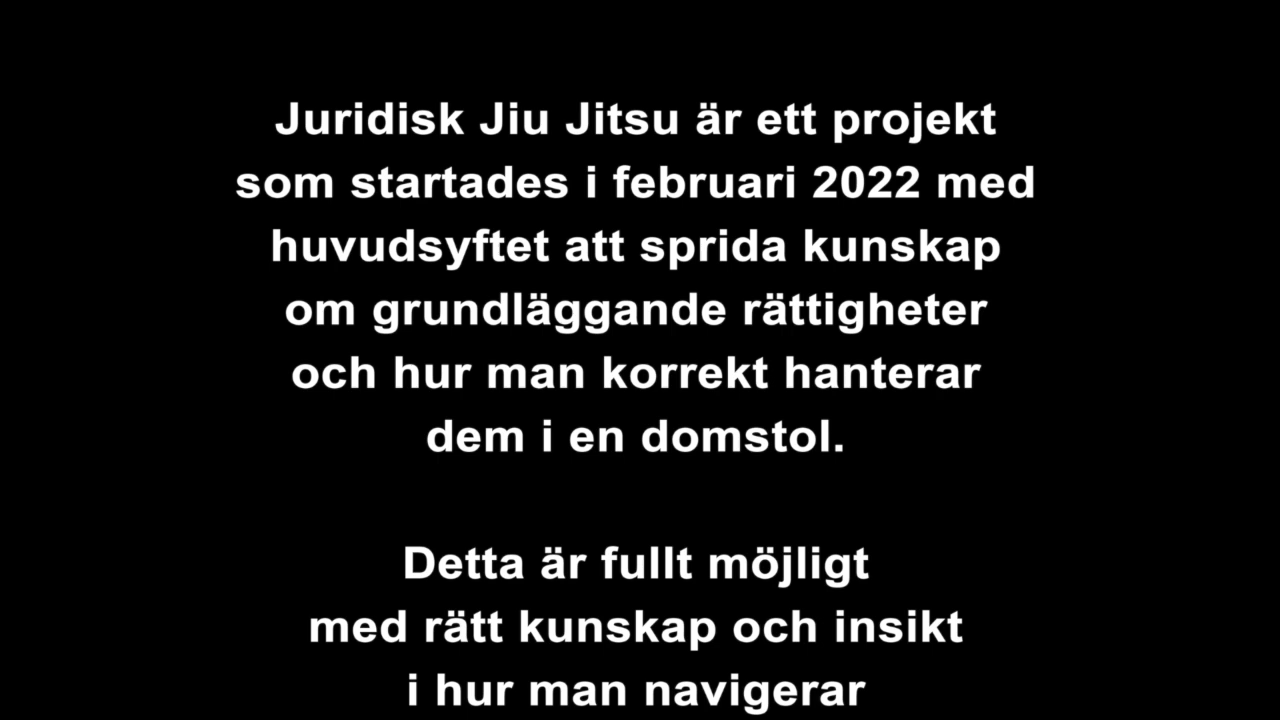 Juridisk Jiu Jitsu är ett projekt
som startades i februari 2022 med
huvudsyftet att sprida kunskap
om grundläggande rättigheter
och hur man korrekt hanterar
dem i en domstol.
Detta är fullt möjligt
med rätt kunskap och insikt
i hur man navigerar